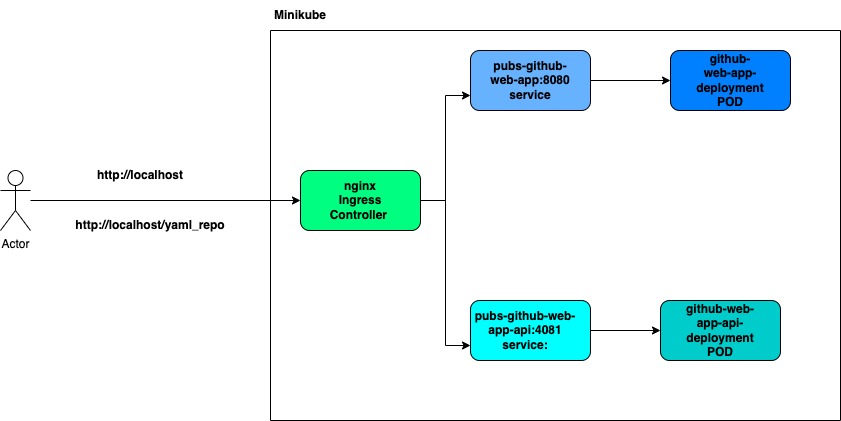 Minikube
pubs-github-
web-app:8080
service
github-
web-app-
deployment
POD
http://localhost
nginx
Ingress
Controller
http://localhost/yaml_repo
Actor
pubs-github-web-
app-api:4081
service:
github-web-
app-api-
deployment
POD